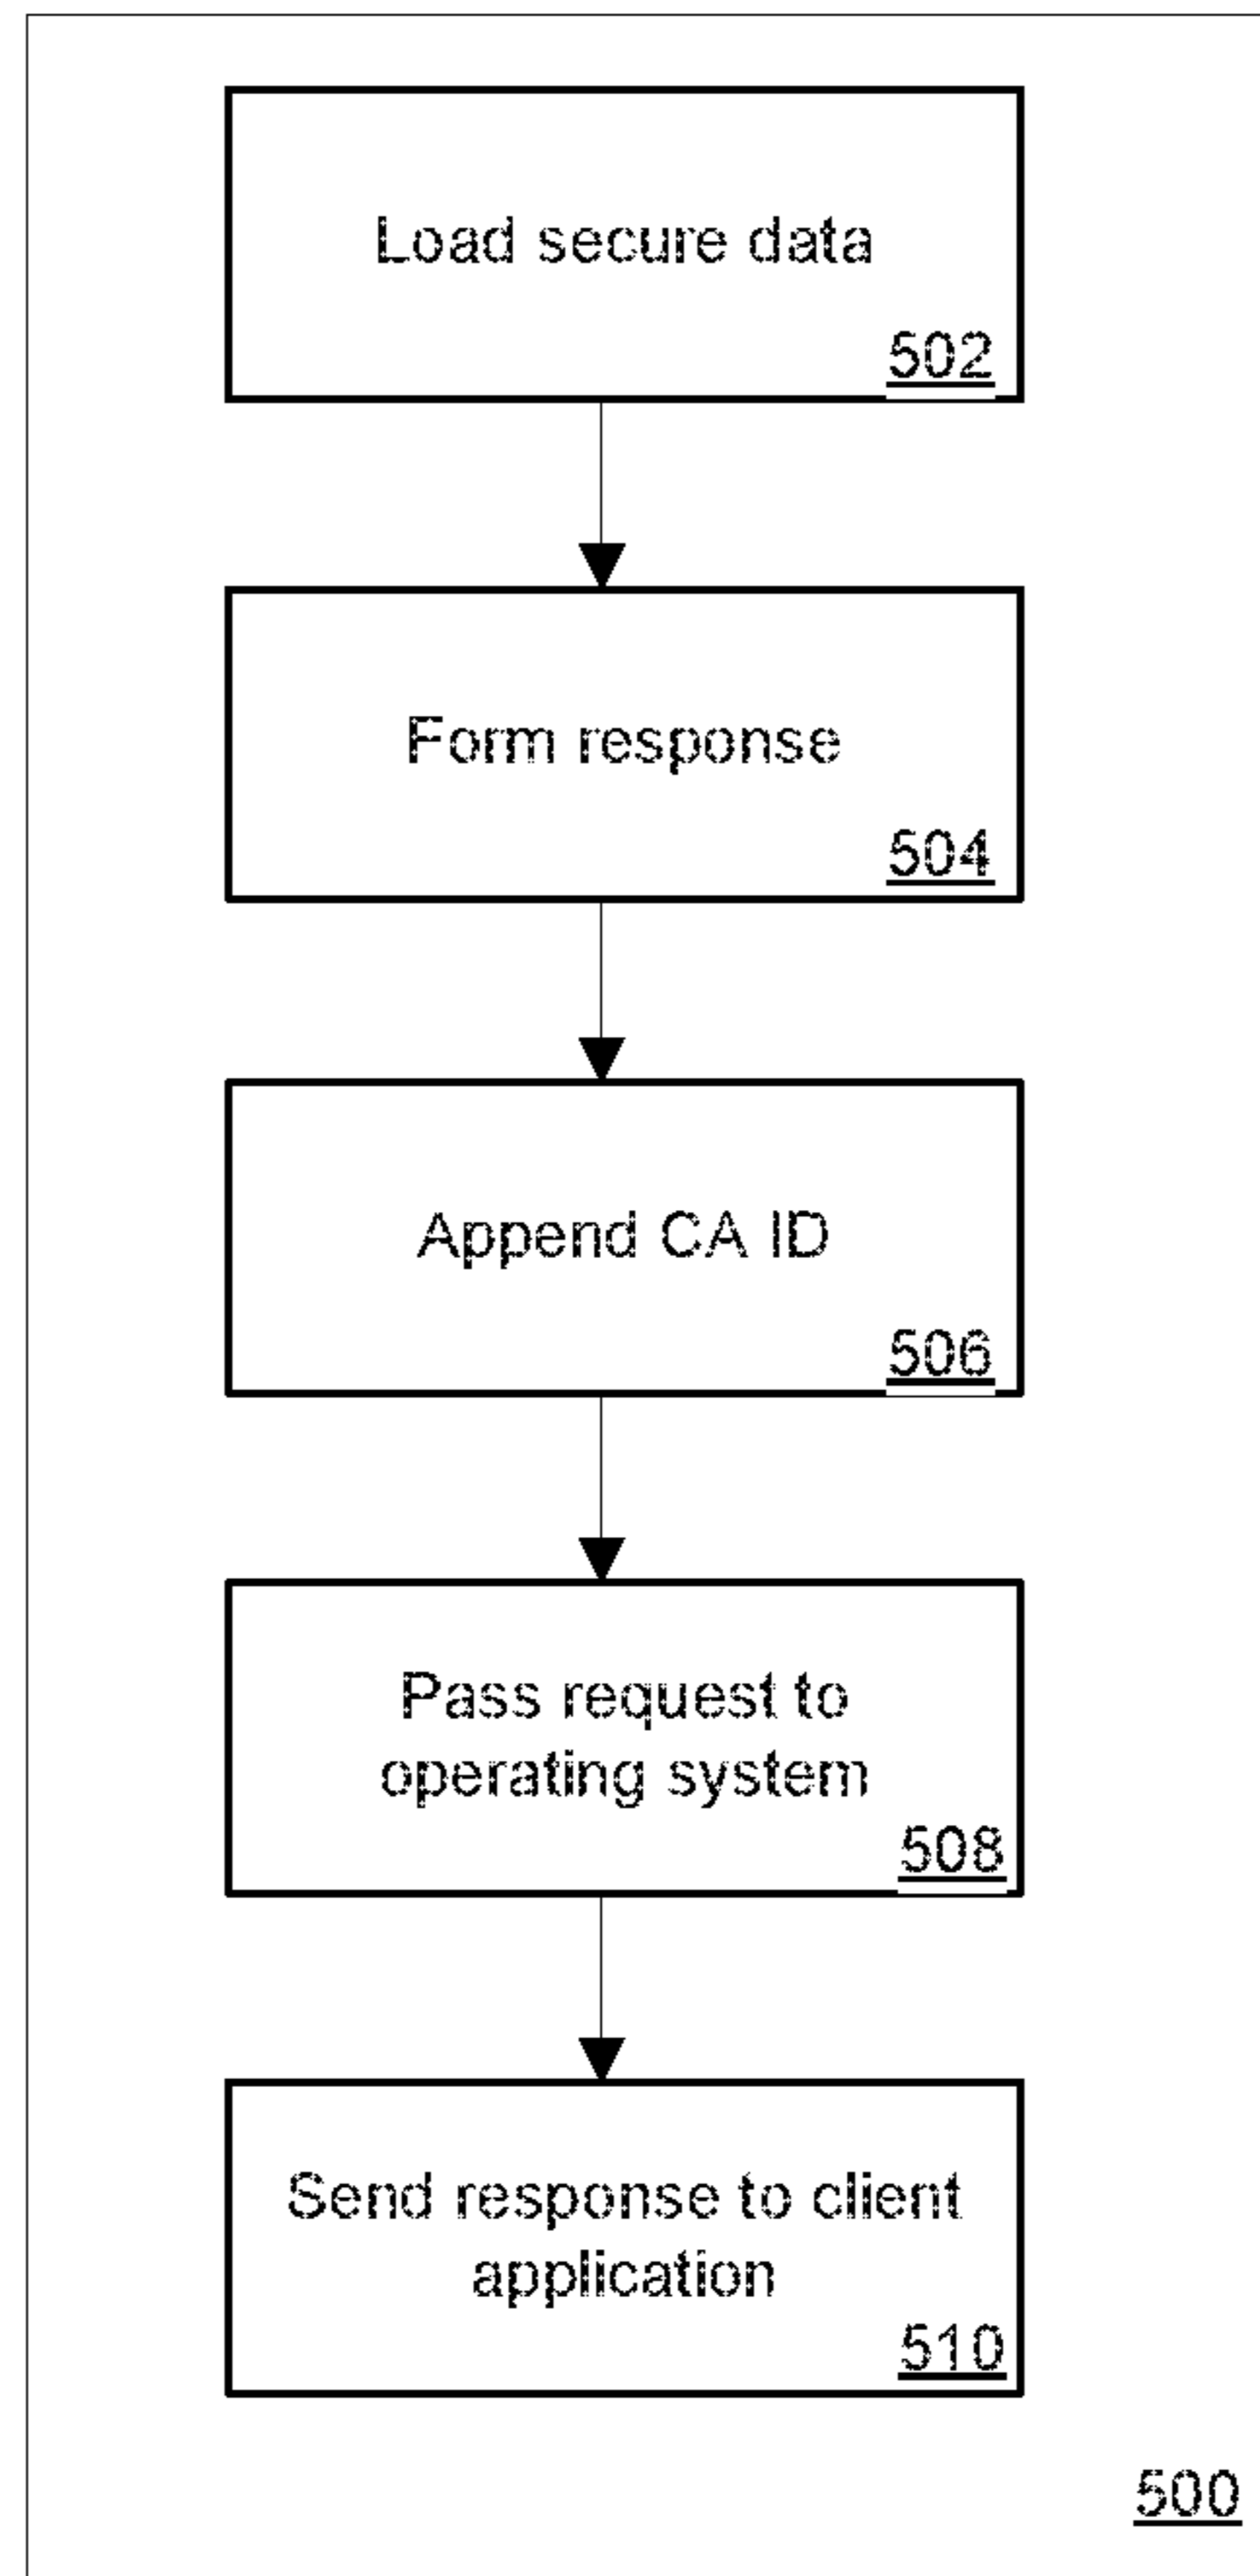 Load secure data
502
Form response
504
Append CA ID
506
Pass request to
operating system
508
Send response to client
application
510
500